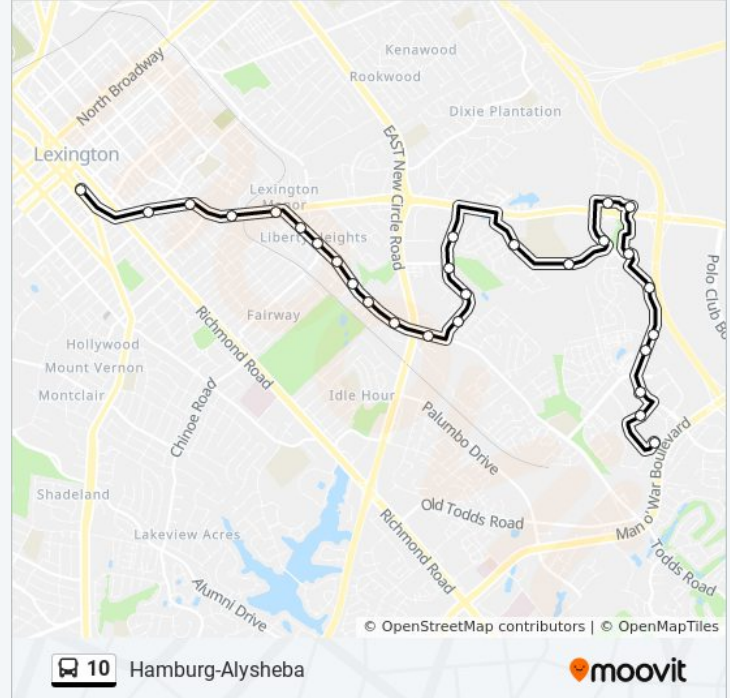 Kenawood
Rookwood
North Broadway
Dixie Plantation
Lexington
EAST New Circle Road
Lexington
Manor
Liberty Heights
Polo Club Bo
Fairway
Richmond Road
Hollywood
Mount Vernon
Montclair
Idle Hour
Chinoe Road
Palumbo Drive
Man o'War Boulevard
Shadeland
Old Todds Road
Lakeview Acres
Richmond Road
Todds Road
Alumni Drive
© OpenStreetMap contributors | © OpenMapTiles
10 Hamburg-Alysheba
moovit